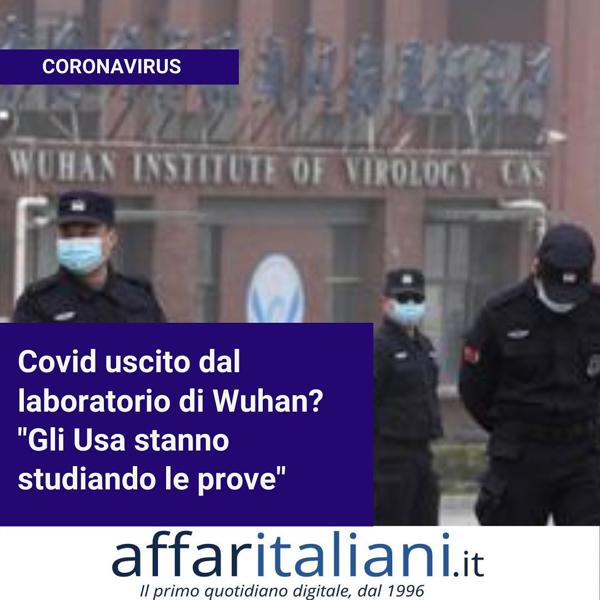 CORONAVIRUS
WUHAN INSTITUTE OF VIROLOGY, CAS
Covid uscito dal
laboratorio di Wuhan?
"Gli Usa stanno
studiando le prove"
affaritaliani.it
Il primo quotidiano digitale, dal 1996